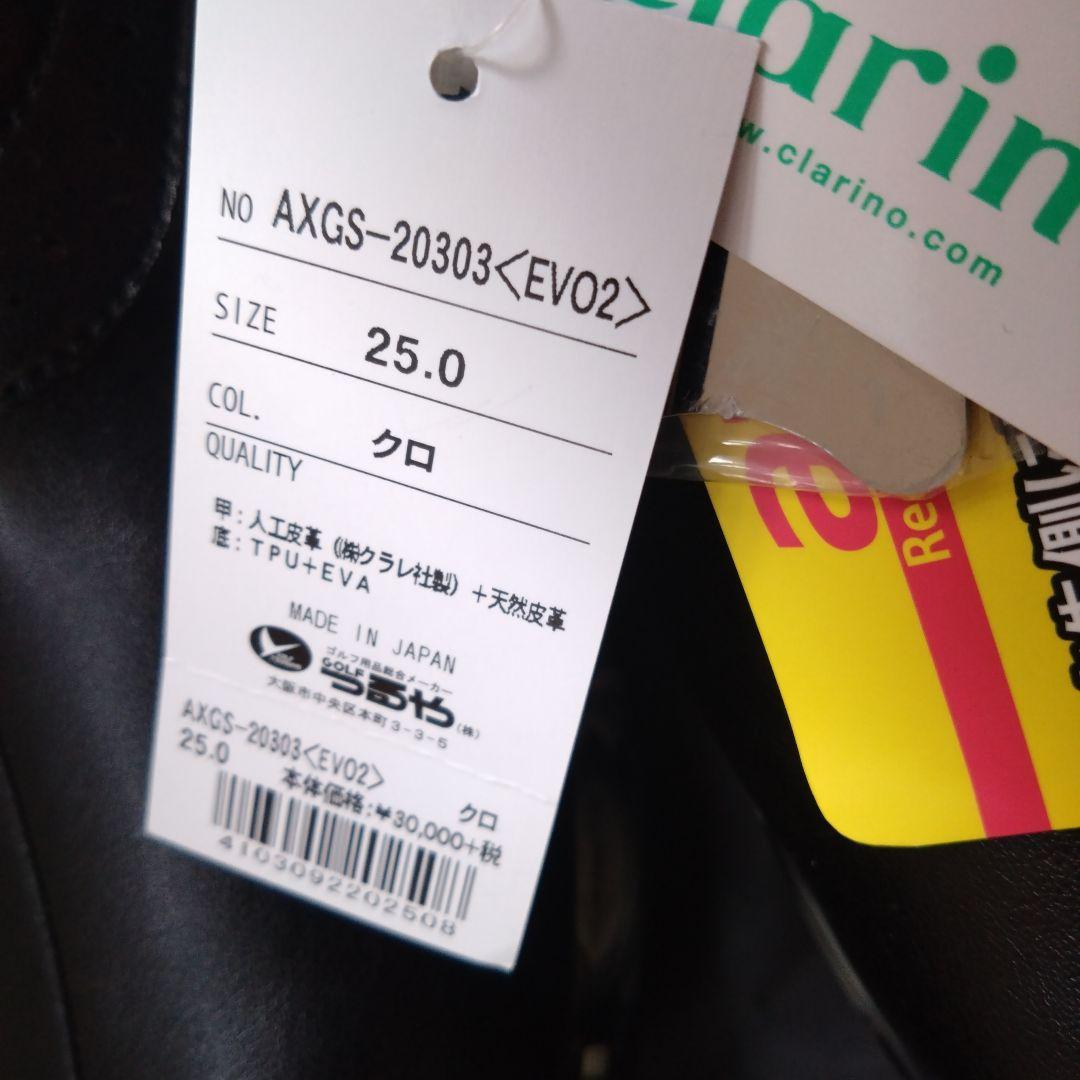 NO AXGS-20303<EVO2>
SIZE 25.0
COL. クロ
QUALITY
甲:人工皮革(㈱クラレ社製)+天然皮革
底:TPU+EVA
MADE IN JAPAN
ゴルフ用品総合メーカー
GOLF
つるや(株)
大阪市中央区本町3-3-5
AXGS-20303<EVO2>
25.0 クロ
本体価格:¥30,000+税
4103092202508
clarin
w.clarino.com
Re